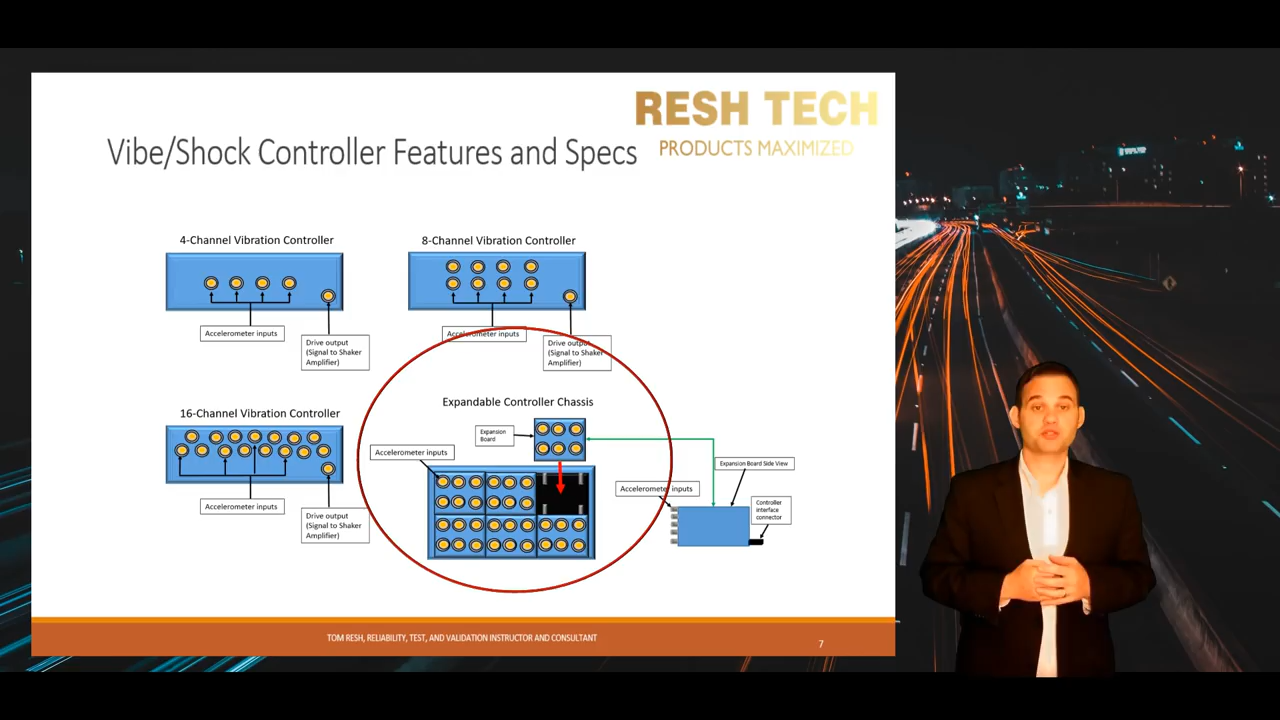 RESH TECH
PRODUCTS MAXIMIZED
Vibe/Shock Controller Features and Specs
4-Channel Vibration Controller
8-Channel Vibration Controller
Accelerometer inputs
Drive output
(Signal to Shaker
Amplifier)
Accelerometer inputs
Drive output
(Signal to Shaker
Amplifier)
16-Channel Vibration Controller
Accelerometer inputs
Drive output
(Signal to Shaker
Amplifier)
Expandable Controller Chassis
Expansion
Board
Accelerometer inputs
Accelerometer inputs
Expansion Board Side View
Controller
interface
connector
TOM RESH, RELIABILITY, TEST, AND VALIDATION INSTRUCTOR AND CONSULTANT
7